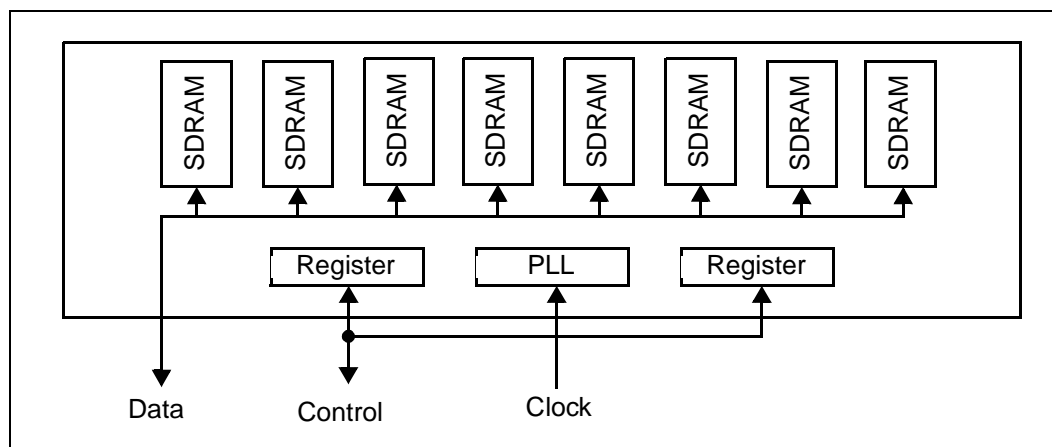 SDRAM
SDRAM
SDRAM
SDRAM
SDRAM
SDRAM
SDRAM
SDRAM
Register
PLL
Register
Data
Control
Clock